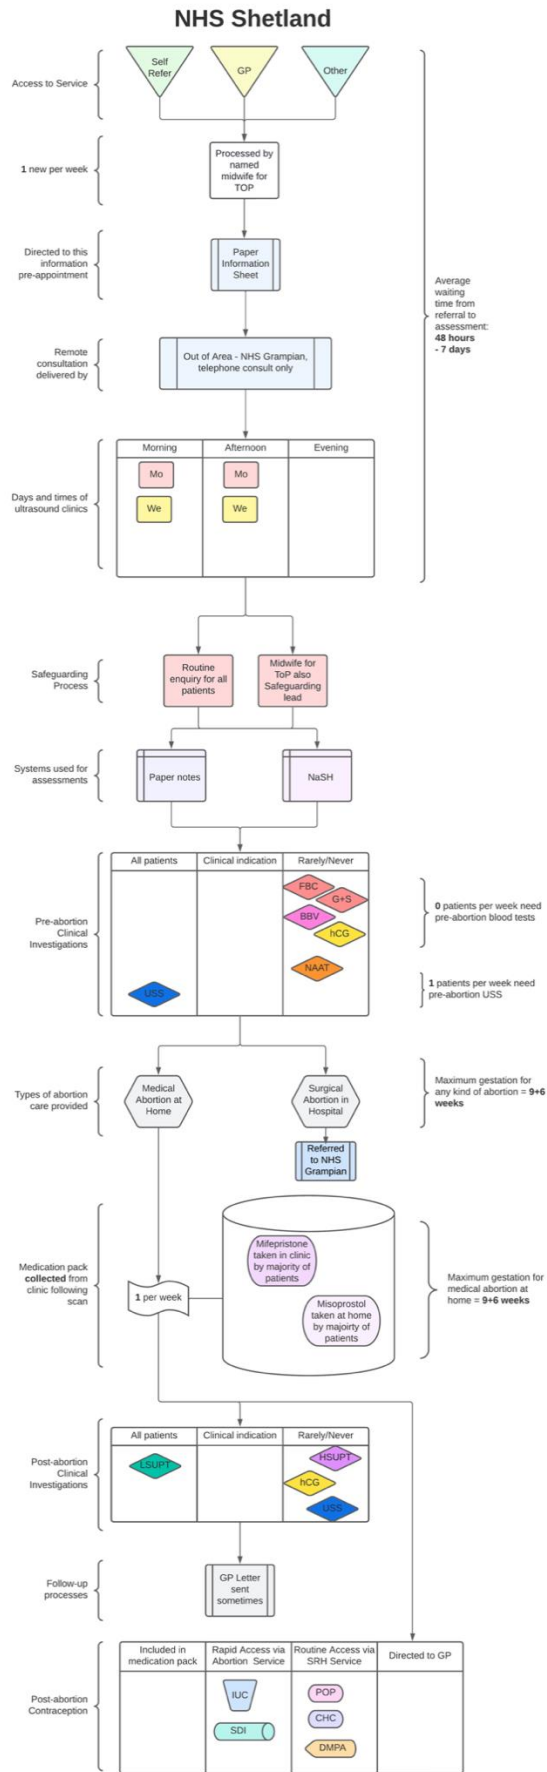 NHS Shetland
Access to Service
Self
Refer
GP
Other
1 new per week
Processed by
named
midwife for
TOP
Directed to this
information
pre-appointment
Paper
Information
Sheet
Average
waiting
time from
referral to
assessment:
48 hours
- 7 days
Remote
consultation
delivered by
Out of Area - NHS Grampian,
telephone consult only
Days and times of
ultrasound clinics
Morning
Afternoon
Evening
Mo
Mo
We
We
Safeguarding
Process
Routine
enquiry for all
patients
Midwife for
ToP also
Safeguarding
lead
Systems used for
assessments
Paper notes
NaSH
Pre-abortion
Clinical
Investigations
All patients
Clinical indication
Rarely/Never
FBC
G+S
BBV
hCG
NAAT
USS
0 patients per week need
pre-abortion blood tests
1 patients per week need
pre-abortion USS
Types of abortion
care provided
Medical
Abortion at
Home
Surgical
Abortion in
Hospital
Referred
to NHS
Grampian
Maximum gestation for
any kind of abortion = 9+6
weeks
Medication pack
collected from
clinic following
scan
1 per week
Mifepristone
taken in clinic
by majority of
patients
Misoprostol
taken at home
by majoirty of
patients
Maximum gestation for
medical abortion at
home = 9+6 weeks
Post-abortion
Clinical
Investigations
All patients
Clinical indication
Rarely/Never
LSUPT
HSUPT
hCG
USS
Follow-up
processes
GP Letter
sent
sometimes
Post-abortion
Contraception
Included in
medication pack
Rapid Access via
Abortion Service
Routine Access via
SRH Service
Directed to GP
IUC
SDI
POP
CHC
DMPA